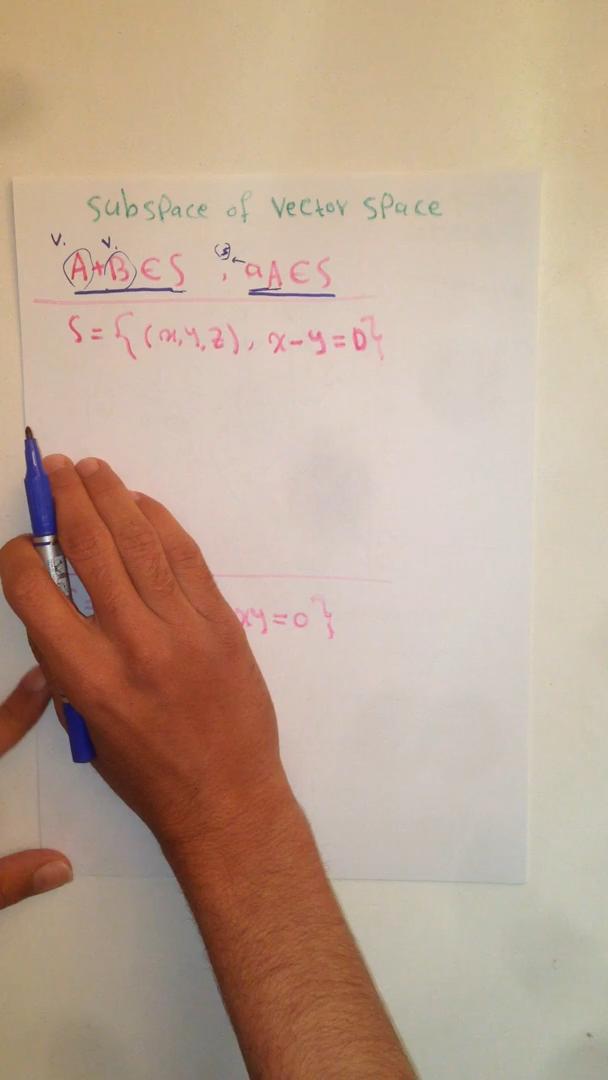 subspace of vector space
v. v. (s)
A+B ∈ S , aA ∈ S
S = { (x,y,z), x-y=0}
xy=0 }